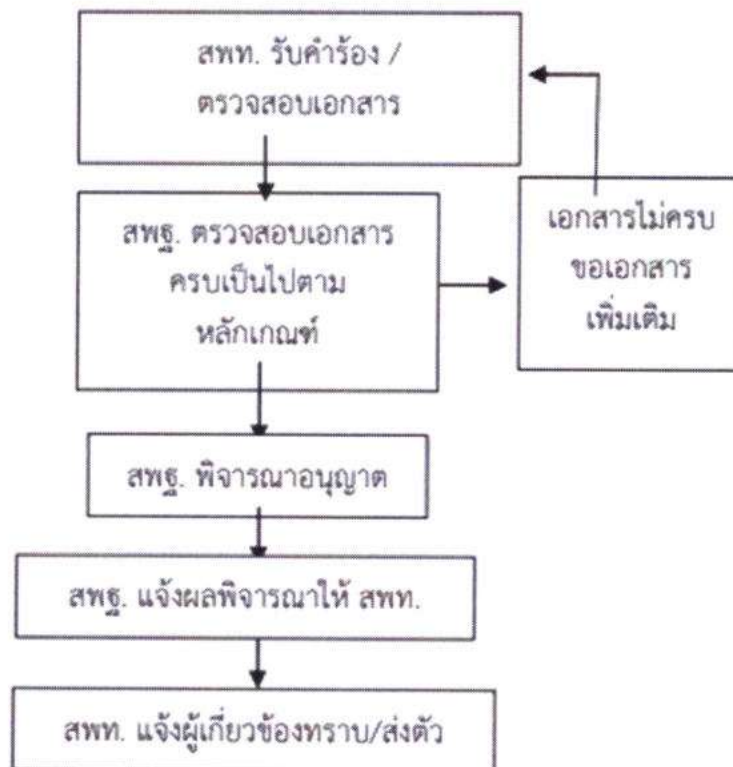 สพท. รับคำร้อง /
ตรวจสอบเอกสาร
สพฐ. ตรวจสอบเอกสาร
ครบเป็นไปตาม
หลักเกณฑ์
เอกสารไม่ครบ
ขอเอกสาร
เพิ่มเติม
สพฐ. พิจารณาอนุญาต
สพฐ. แจ้งผลพิจารณาให้ สพท.
สพท. แจ้งผู้เกี่ยวข้องทราบ/ส่งตัว